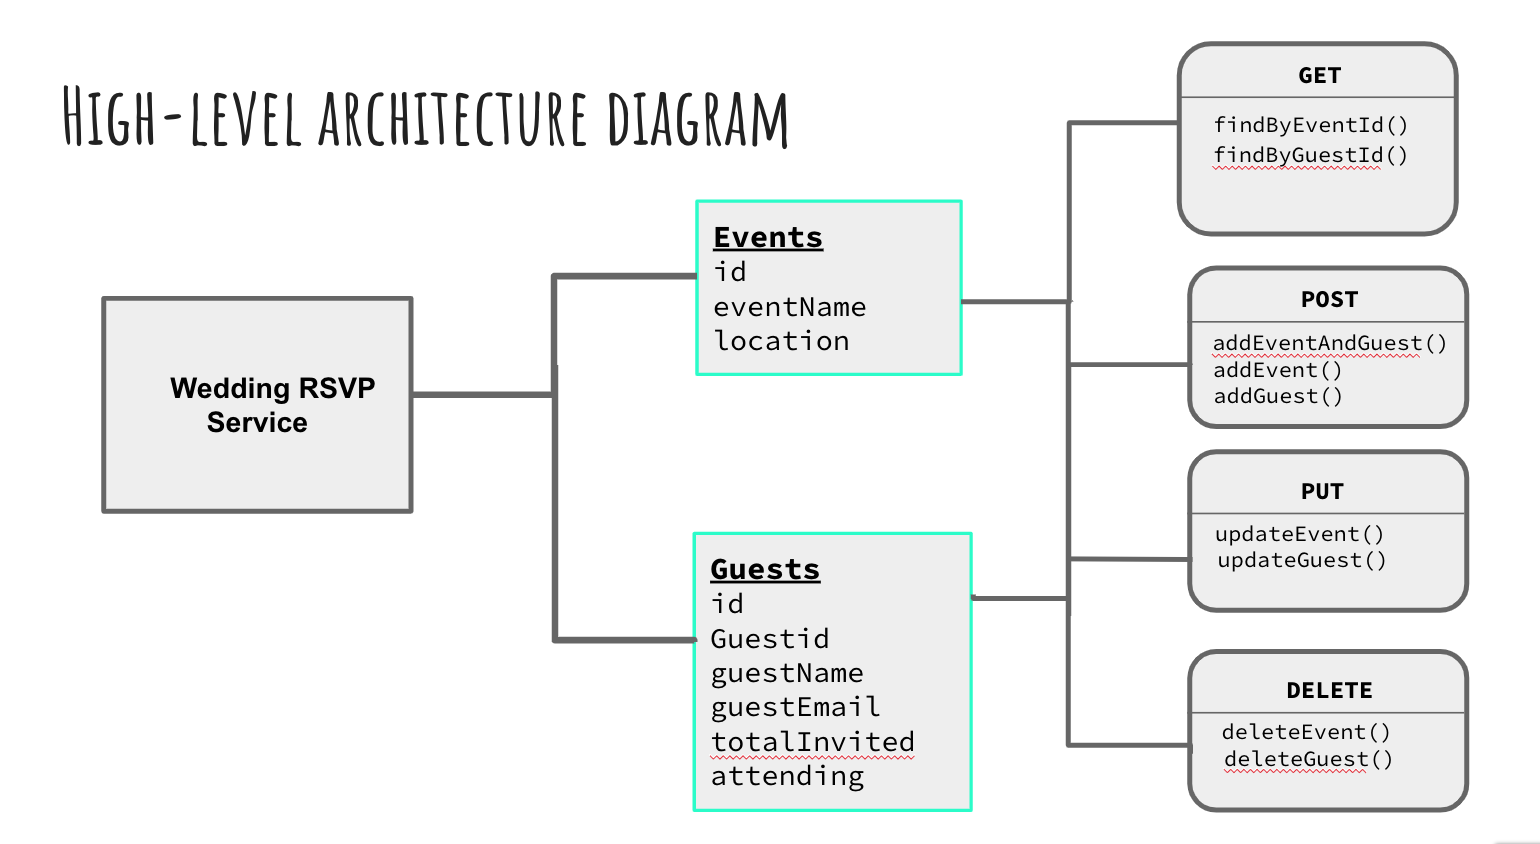 High-level architecture diagram
Wedding RSVP
Service
Events
id
eventName
location
Guests
id
Guestid
guestName
guestEmail
totalInvited
attending
GET
findByEventId()
findByGuestId()
POST
addEventAndGuest()
addEvent()
addGuest()
PUT
updateEvent()
updateGuest()
DELETE
deleteEvent()
deleteGuest()